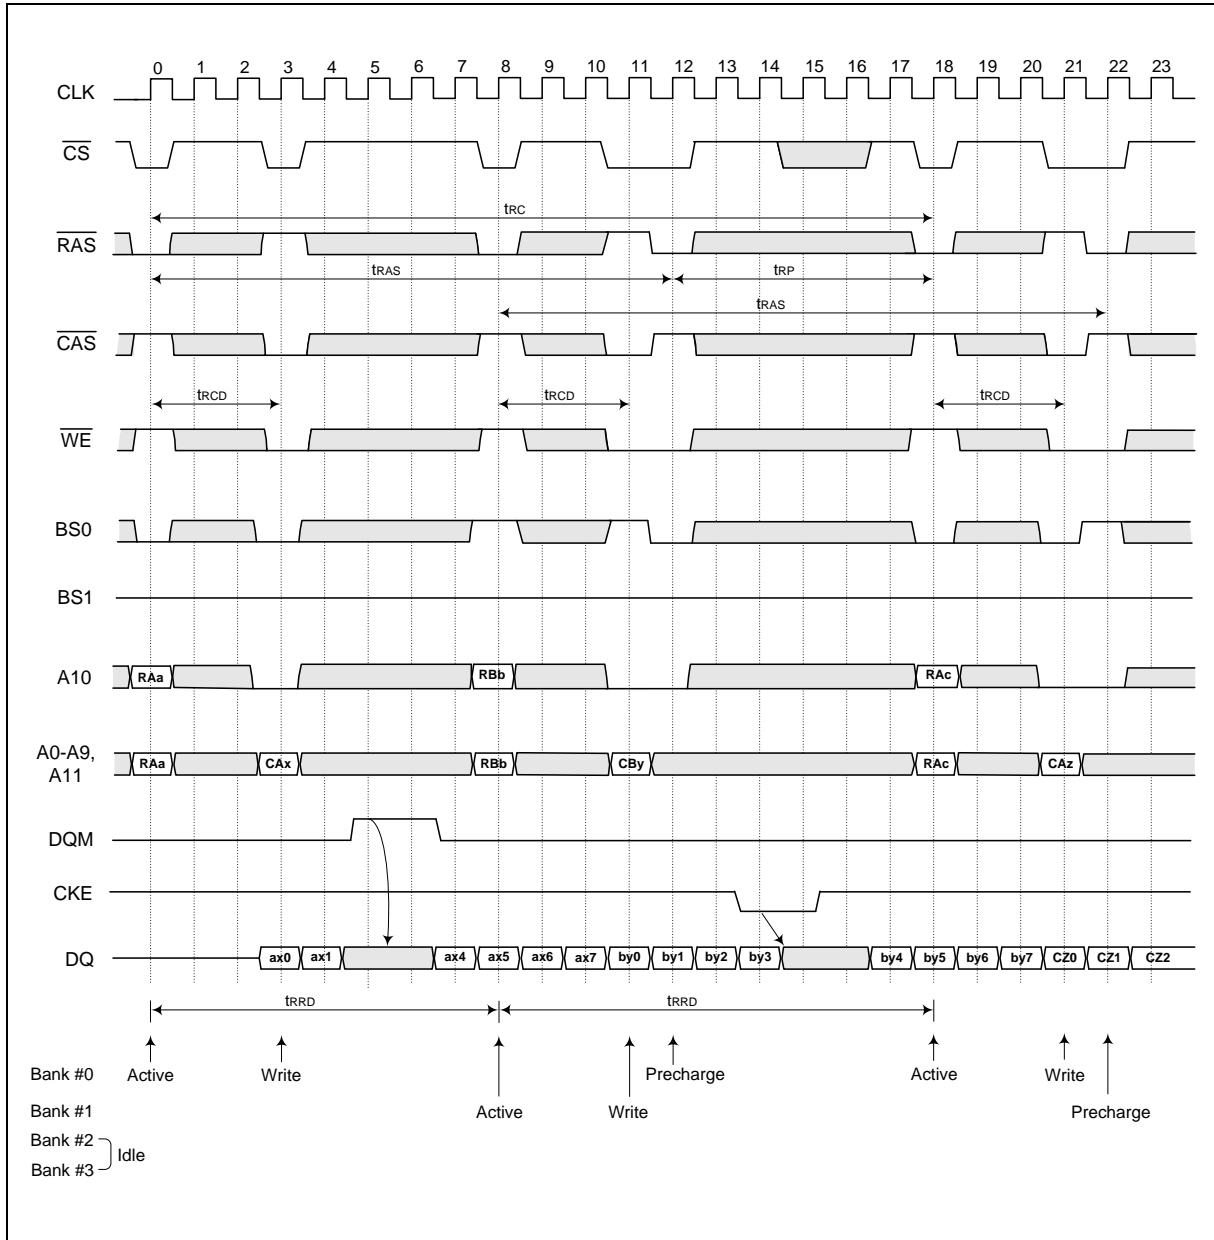 0 1 2 3 4 5 6 7 8 9 10 11 12 13 14 15 16 17 18 19 20 21 22 23
CLK
CS
tRC
RAS
tRAS tRP
tRAS
CAS
tRCD tRCD tRCD
WE
BS0
BS1
A10 RAa RBb RAc
A0-A9,
A11 RAa CAx RBb CBy RAc CAz
DQM
CKE
DQ ax0 ax1 ax4 ax5 ax6 ax7 by0 by1 by2 by3 by4 by5 by6 by7 CZ0 CZ1 CZ2
tRRD tRRD
Bank #0 Active Write Precharge Active Write
Bank #1 Active Write Precharge
Bank #2
Idle
Bank #3